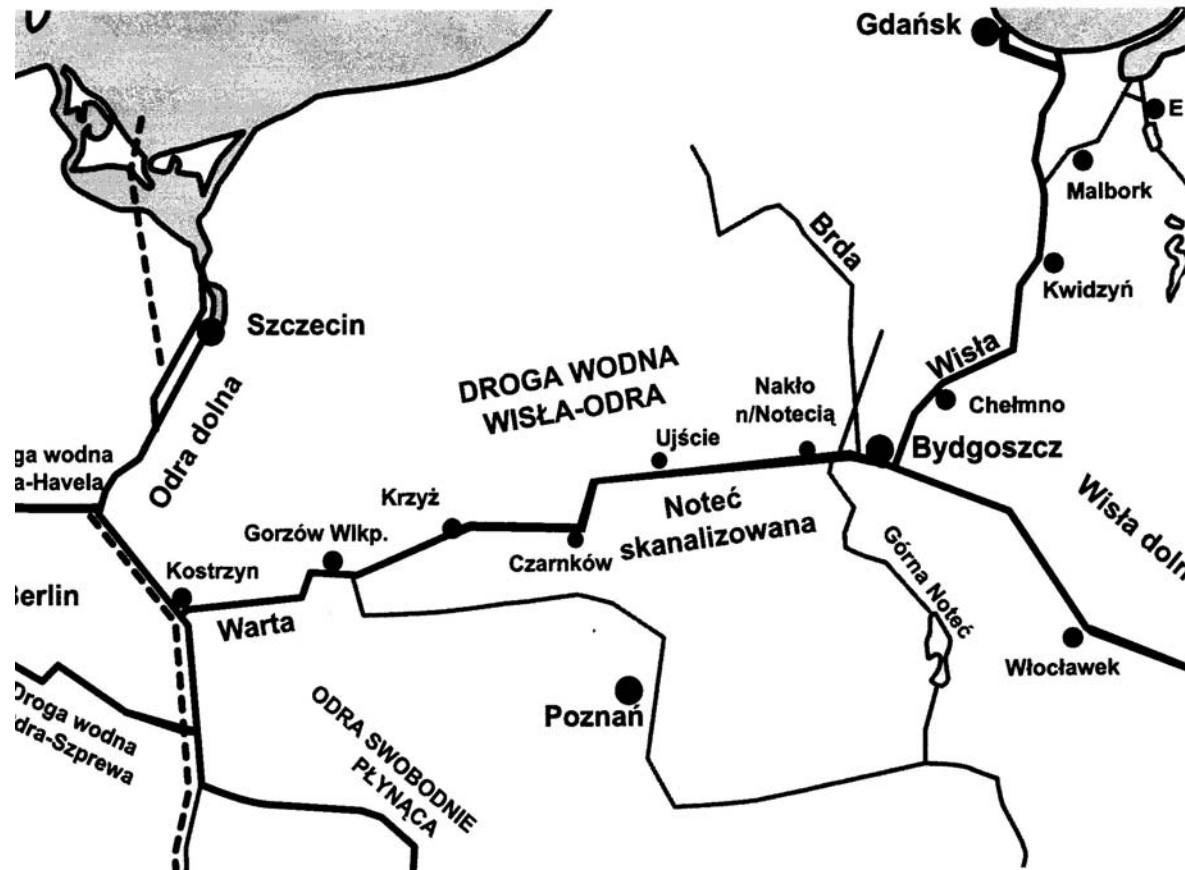 Gdańsk
E
Malbork
Brda
Kwidzyń
Szczecin
Wisła
DROGA WODNA
WISŁA-ODRA
Nakło
n/Notecią
Chełmno
Ujście
Bydgoszcz
Odra dolna
ga wodna
a-Havela
Krzyż
Noteć
skanalizowana
Wisła doln
Gorzów Wlkp.
Czarnków
Górna Noteć
Kostrzyn
Berlin
Warta
Włocławek
Droga wodna
dra-Szprewa
ODRA SWOBODNIE
PŁYNĄCA
Poznań